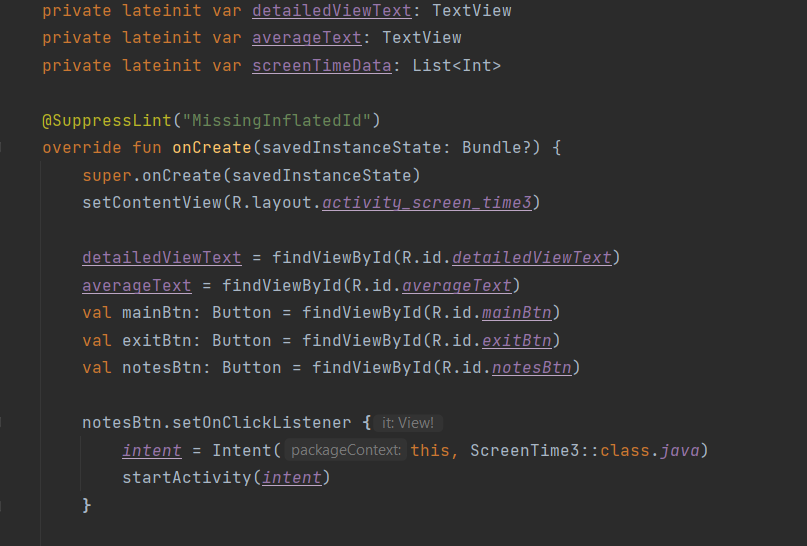 private lateinit var detailedViewText: TextView
private lateinit var averageText: TextView
private lateinit var screenTimeData: List<Int>
@SuppressLint("MissingInflatedId")
override fun onCreate(savedInstanceState: Bundle?) {
super.onCreate(savedInstanceState)
setContentView(R.layout.activity_screen_time3)
detailedViewText = findViewById(R.id.detailedViewText)
averageText = findViewById(R.id.averageText)
val mainBtn: Button = findViewById(R.id.mainBtn)
val exitBtn: Button = findViewById(R.id.exitBtn)
val notesBtn: Button = findViewById(R.id.notesBtn)
notesBtn.setOnClickListener { it: View!
intent = Intent( packageContext: this, ScreenTime3::class.java)
startActivity(intent)
}